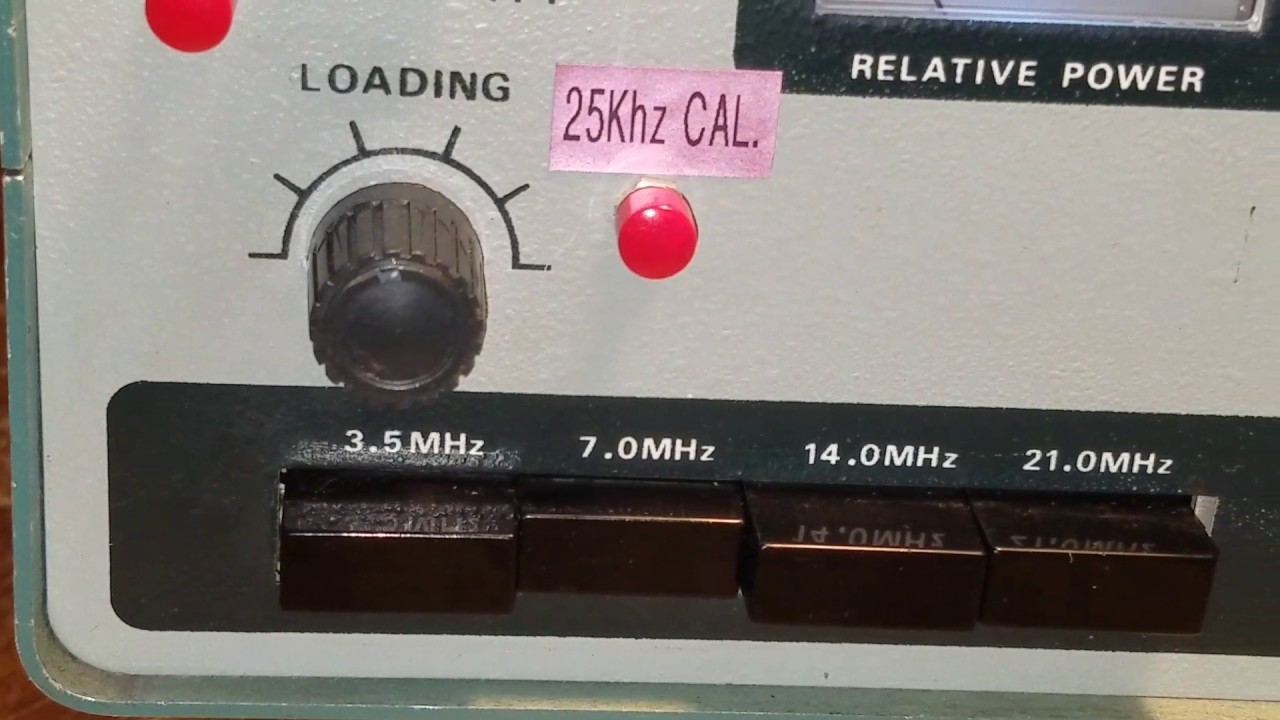 LOADING
25Khz CAL.
RELATIVE POWER
3.5MHz
7.0MHz
14.0MHz
21.0MHz